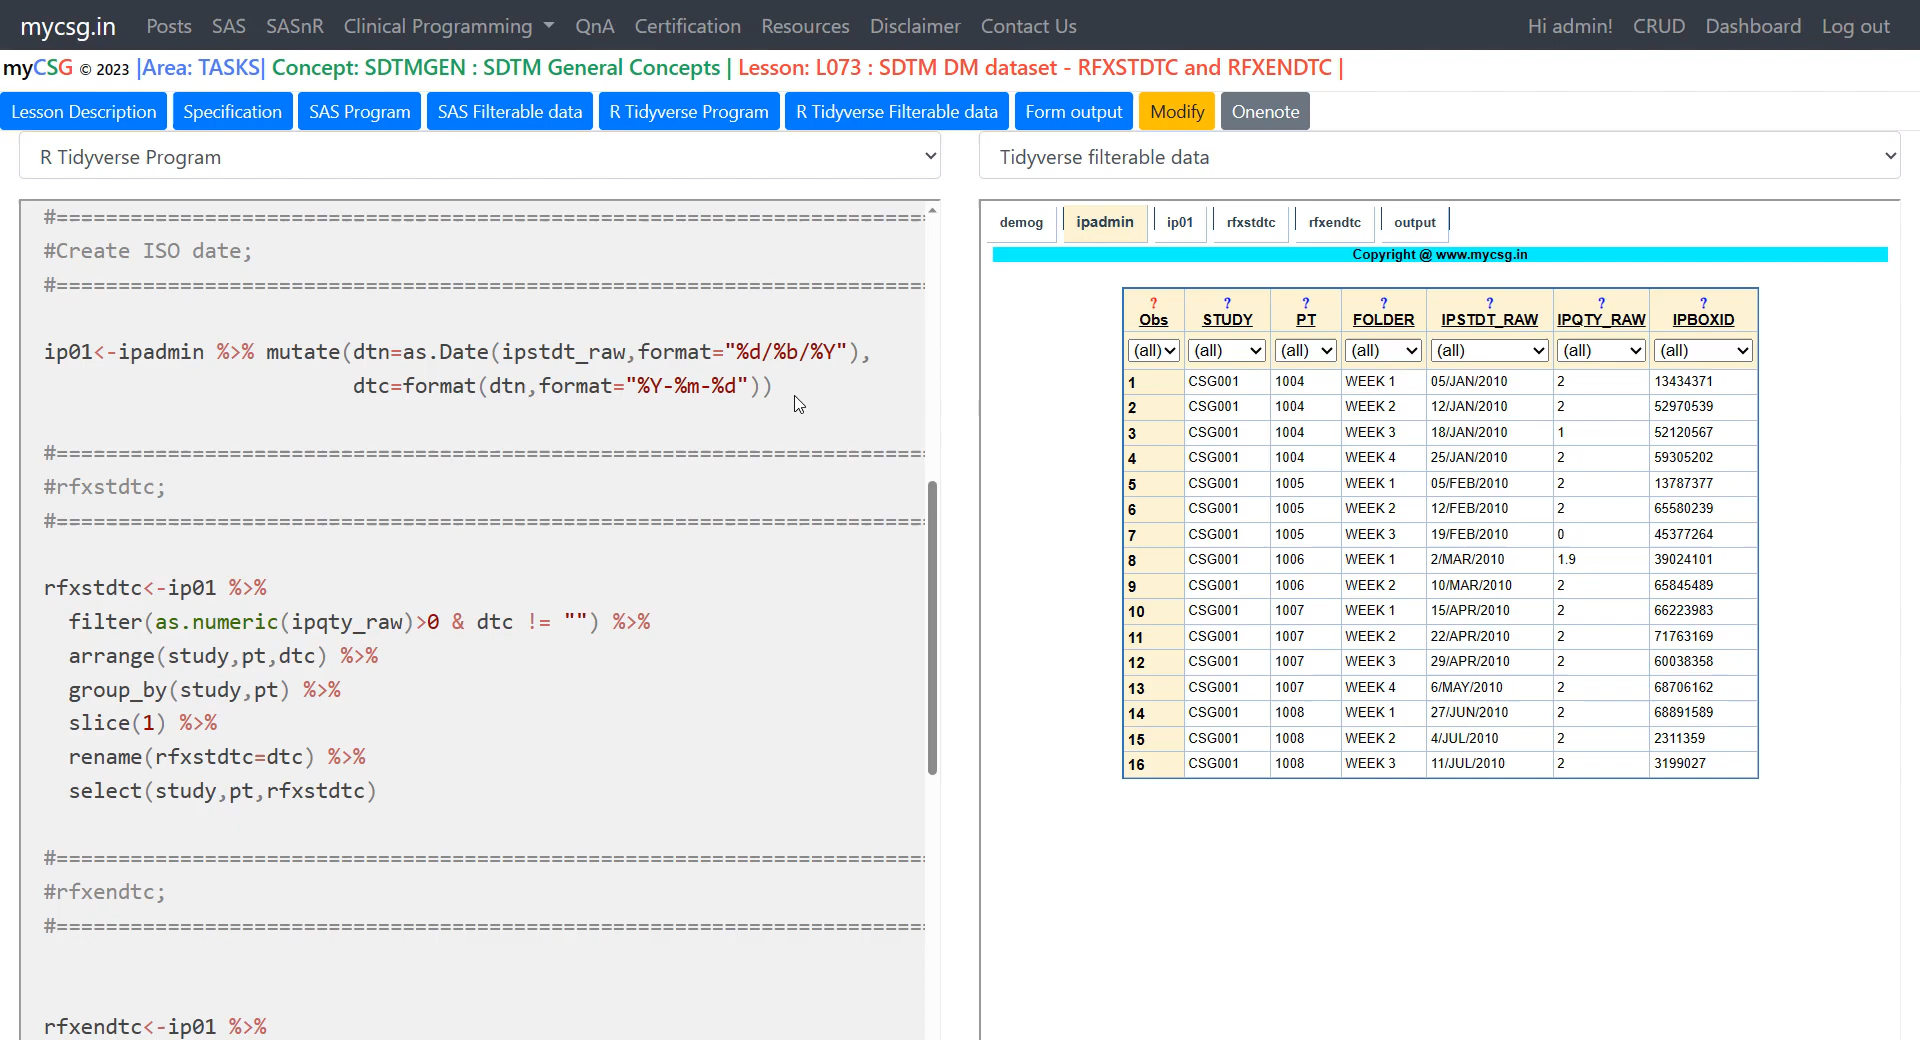 mycsg.in Posts SAS SASnR Clinical Programming QnA Certification Resources Disclaimer Contact Us Hi admin! CRUD Dashboard Log out
myCSG © 2023 |Area: TASKS| Concept: SDTMGEN : SDTM General Concepts | Lesson: L073 : SDTM DM dataset - RFXSTDTC and RFXENDTC |
Lesson Description Specification SAS Program SAS Filterable data R Tidyverse Program R Tidyverse Filterable data Form output Modify Onenote
R Tidyverse Program
#======================================================================
#Create ISO date;
#======================================================================
ip01<-ipadmin %>% mutate(dtn=as.Date(ipstdt_raw,format="%d/%b/%Y"),
dtc=format(dtn,format="%Y-%m-%d"))
#======================================================================
#rfxstdtc;
#======================================================================
rfxstdtc<-ip01 %>%
filter(as.numeric(ipqty_raw)>0 & dtc != "") %>%
arrange(study,pt,dtc) %>%
group_by(study,pt) %>%
slice(1) %>%
rename(rfxstdtc=dtc) %>%
select(study,pt,rfxstdtc)
#======================================================================
#rfxendtc;
#======================================================================
rfxendtc<-ip01 %>%
Tidyverse filterable data
demog ipadmin ip01 rfxstdtc rfxendtc output
Copyright @ www.mycsg.in
? ? ? ? ? ? ?
Obs STUDY PT FOLDER IPSTDT_RAW IPQTY_RAW IPBOXID
(all) (all) (all) (all) (all) (all) (all)
1 CSG001 1004 WEEK 1 05/JAN/2010 2 13434371
2 CSG001 1004 WEEK 2 12/JAN/2010 2 52970539
3 CSG001 1004 WEEK 3 18/JAN/2010 1 52120567
4 CSG001 1004 WEEK 4 25/JAN/2010 2 59305202
5 CSG001 1005 WEEK 1 05/FEB/2010 2 13787377
6 CSG001 1005 WEEK 2 12/FEB/2010 2 65580239
7 CSG001 1005 WEEK 3 19/FEB/2010 0 45377264
8 CSG001 1006 WEEK 1 2/MAR/2010 1.9 39024101
9 CSG001 1006 WEEK 2 10/MAR/2010 2 65845489
10 CSG001 1007 WEEK 1 15/APR/2010 2 66223983
11 CSG001 1007 WEEK 2 22/APR/2010 2 71763169
12 CSG001 1007 WEEK 3 29/APR/2010 2 60038358
13 CSG001 1007 WEEK 4 6/MAY/2010 2 68706162
14 CSG001 1008 WEEK 1 27/JUN/2010 2 68891589
15 CSG001 1008 WEEK 2 4/JUL/2010 2 2311359
16 CSG001 1008 WEEK 3 11/JUL/2010 2 3199027